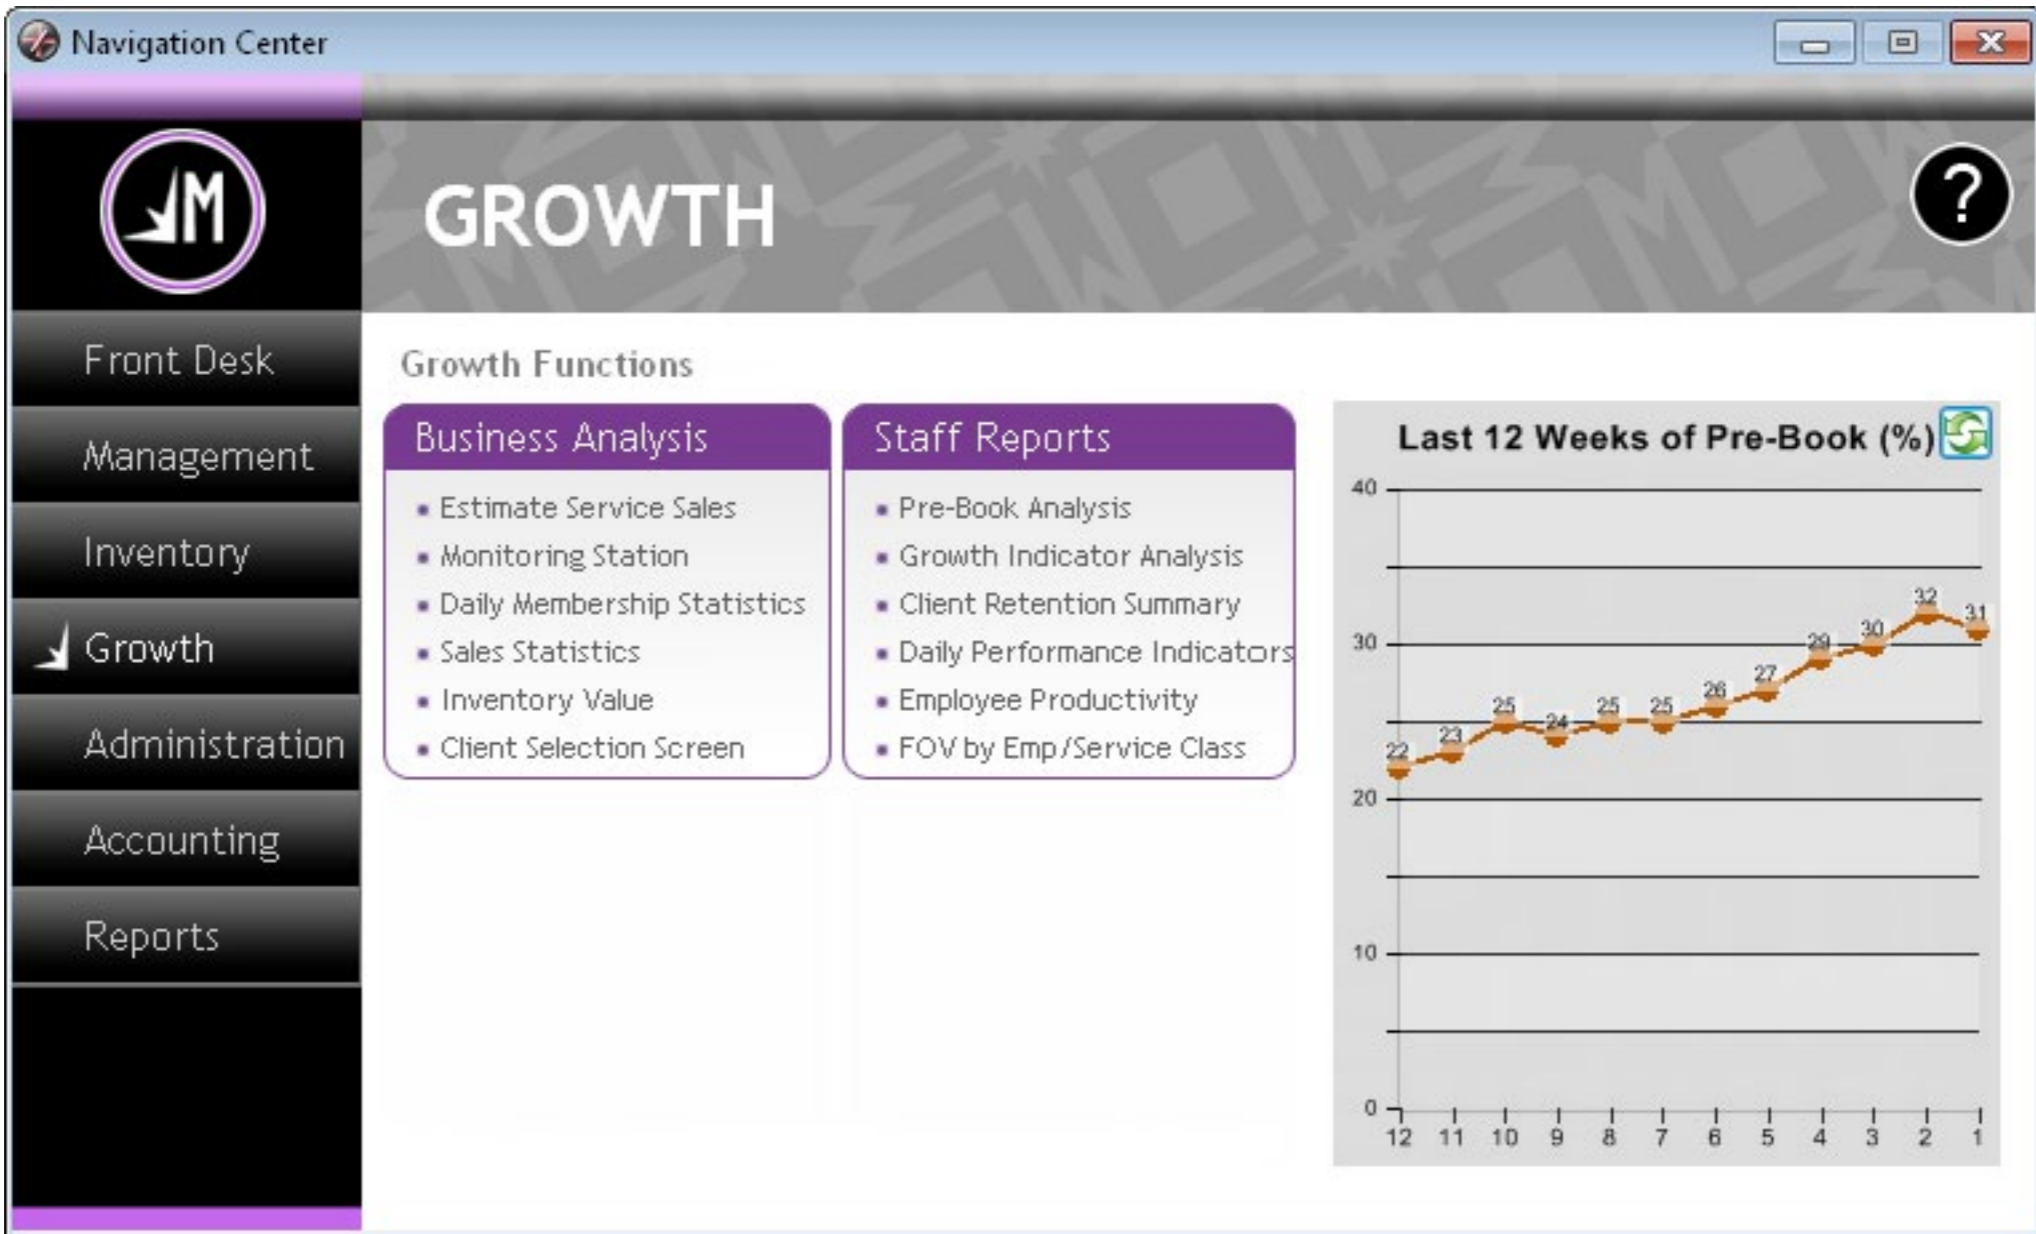 Navigation Center
M
GROWTH
?
Front Desk
Management
Inventory
Growth
Administration
Accounting
Reports
Growth Functions
Business Analysis
Estimate Service Sales
Monitoring Station
Daily Membership Statistics
Sales Statistics
Inventory Value
Client Selection Screen
Staff Reports
Pre-Book Analysis
Growth Indicator Analysis
Client Retention Summary
Daily Performance Indicators
Employee Productivity
FOV by Emp/Service Class
Last 12 Weeks of Pre-Book (%)
40
30
20
10
0
22 23 25 24 25 25 26 27 29 30 32 31
12 11 10 9 8 7 6 5 4 3 2 1